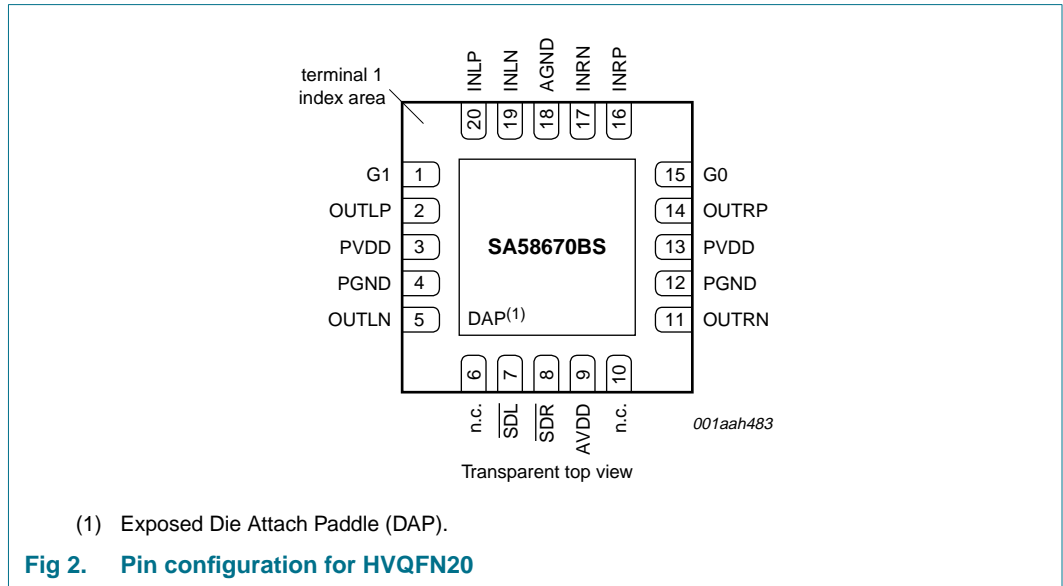 terminal 1
index area
INLP
INLN
AGND
INRN
INRP
20
19
18
17
16
G1 1
15 G0
OUTLP 2
14 OUTRP
PVDD 3
SA58670BS
13 PVDD
PGND 4
12 PGND
OUTLN 5
DAP(1)
11 OUTRN
6
7
8
9
10
n.c.
SDL
SDR
AVDD
n.c.
001aah483
Transparent top view
(1) Exposed Die Attach Paddle (DAP).
Fig 2. Pin configuration for HVQFN20